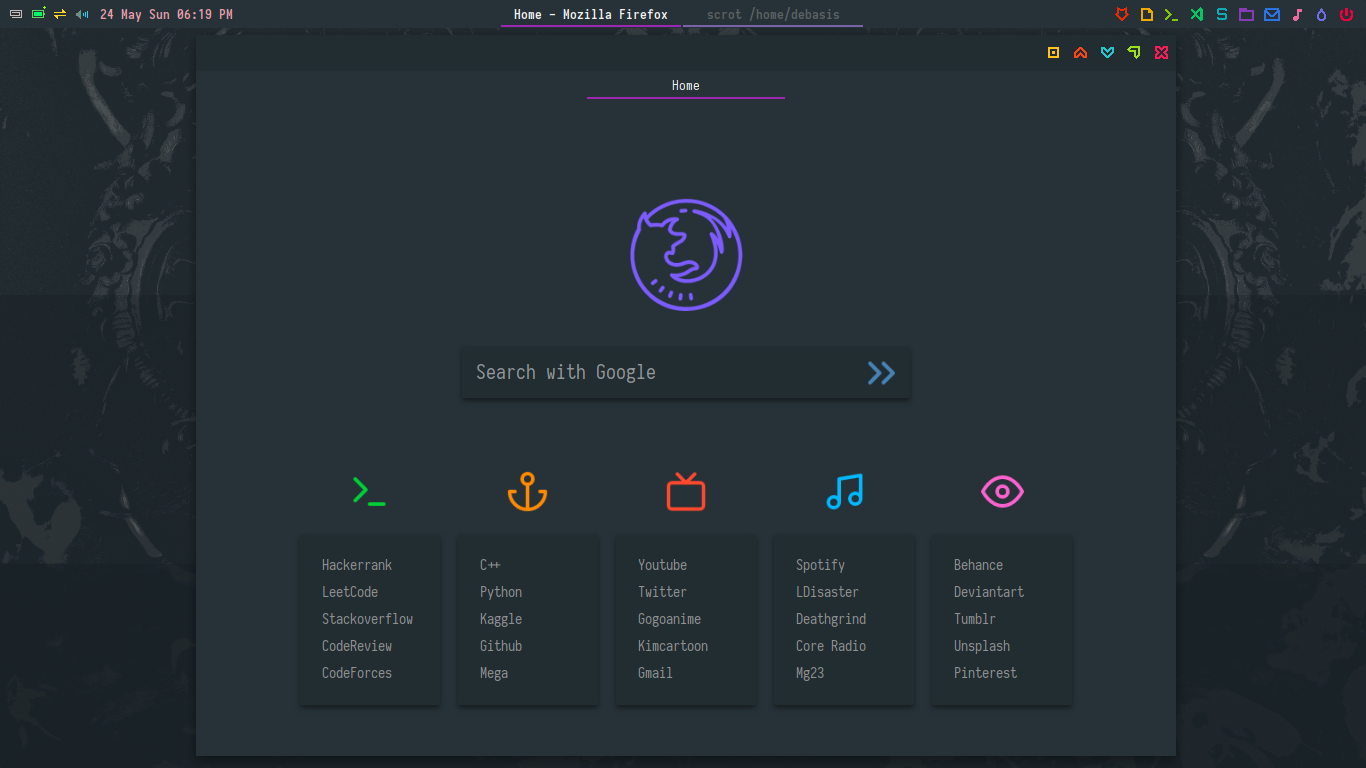 24 May Sun 06:19 PM
Home - Mozilla Firefox
scrot /home/debasis
Home
Search with Google
Hackerrank
LeetCode
Stackoverflow
CodeReview
CodeForces
C++
Python
Kaggle
Github
Mega
Youtube
Twitter
Gogoanime
Kimcartoon
Gmail
Spotify
LDisaster
Deathgrind
Core Radio
Mg23
Behance
Deviantart
Tumblr
Unsplash
Pinterest